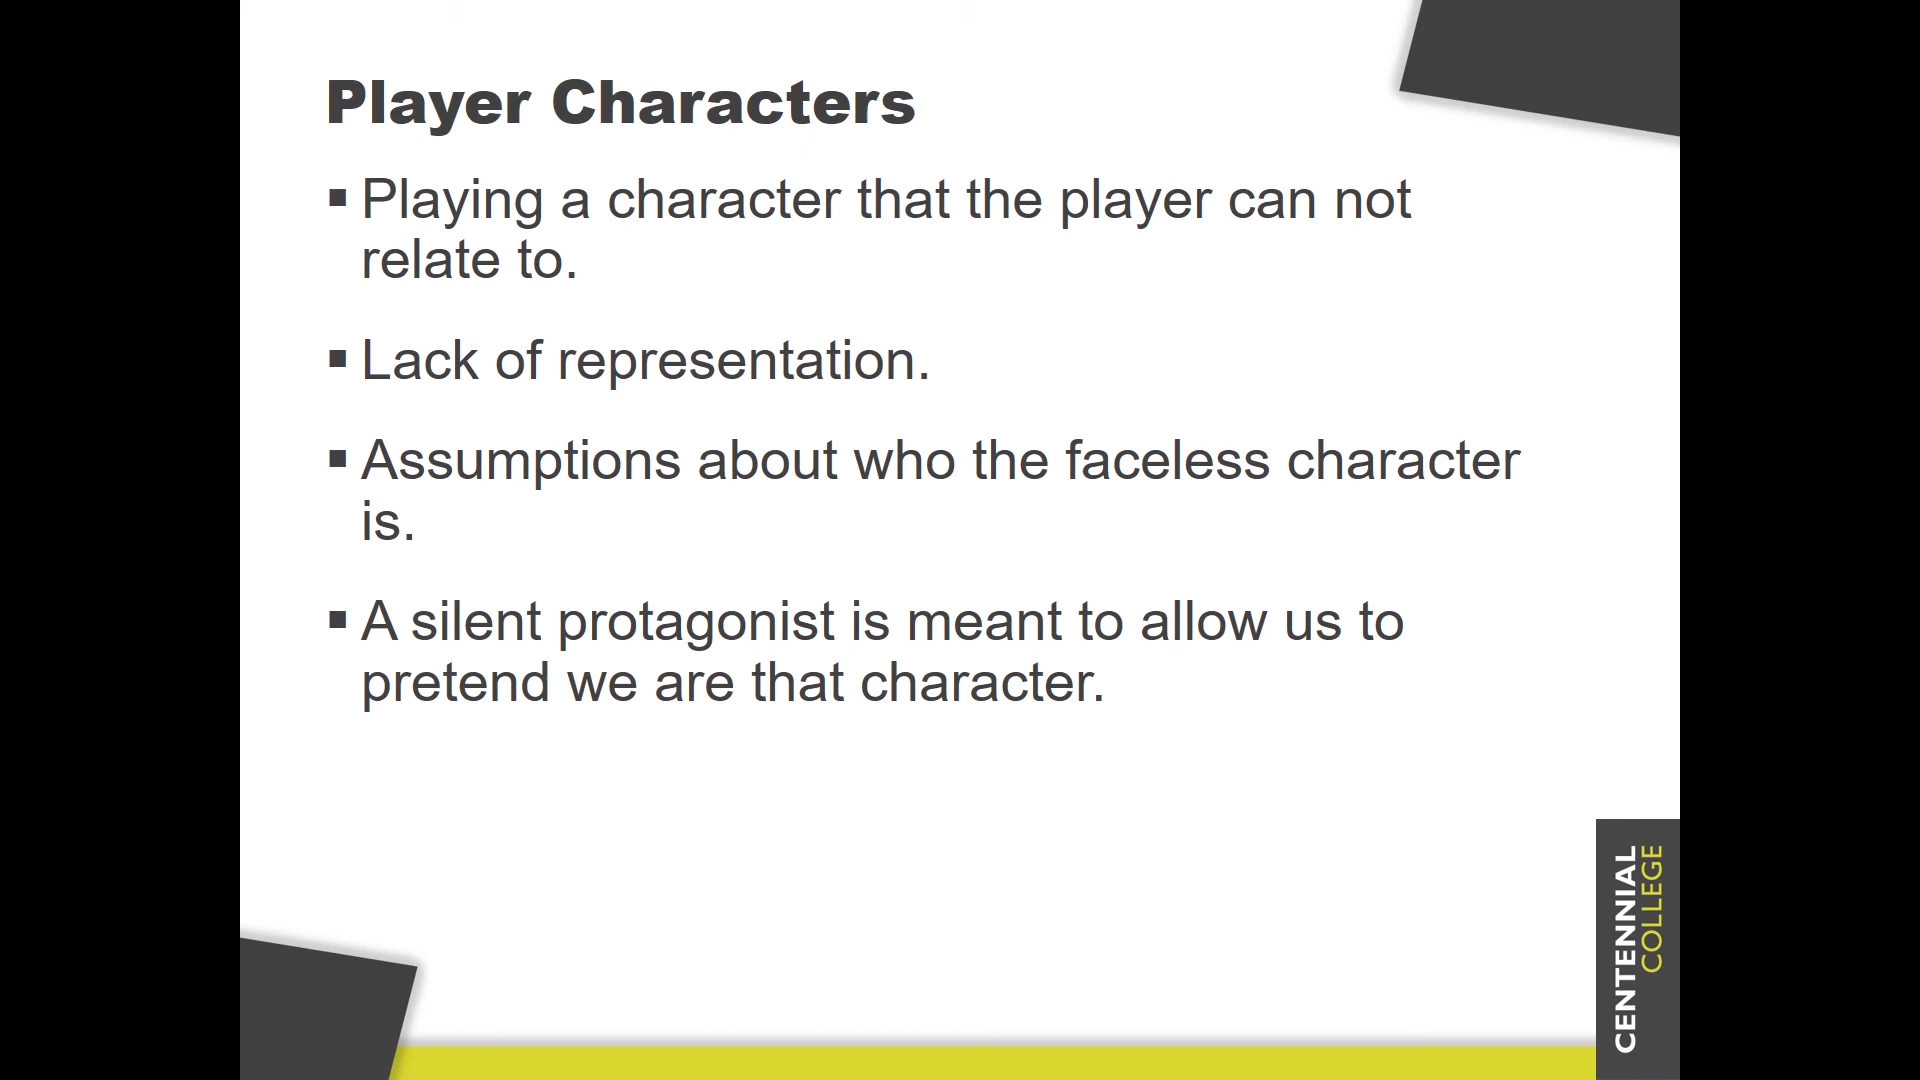 Player Characters
▪ Playing a character that the player can not
relate to.
▪ Lack of representation.
▪ Assumptions about who the faceless character
is.
▪ A silent protagonist is meant to allow us to
pretend we are that character.
CENTENNIAL
COLLEGE